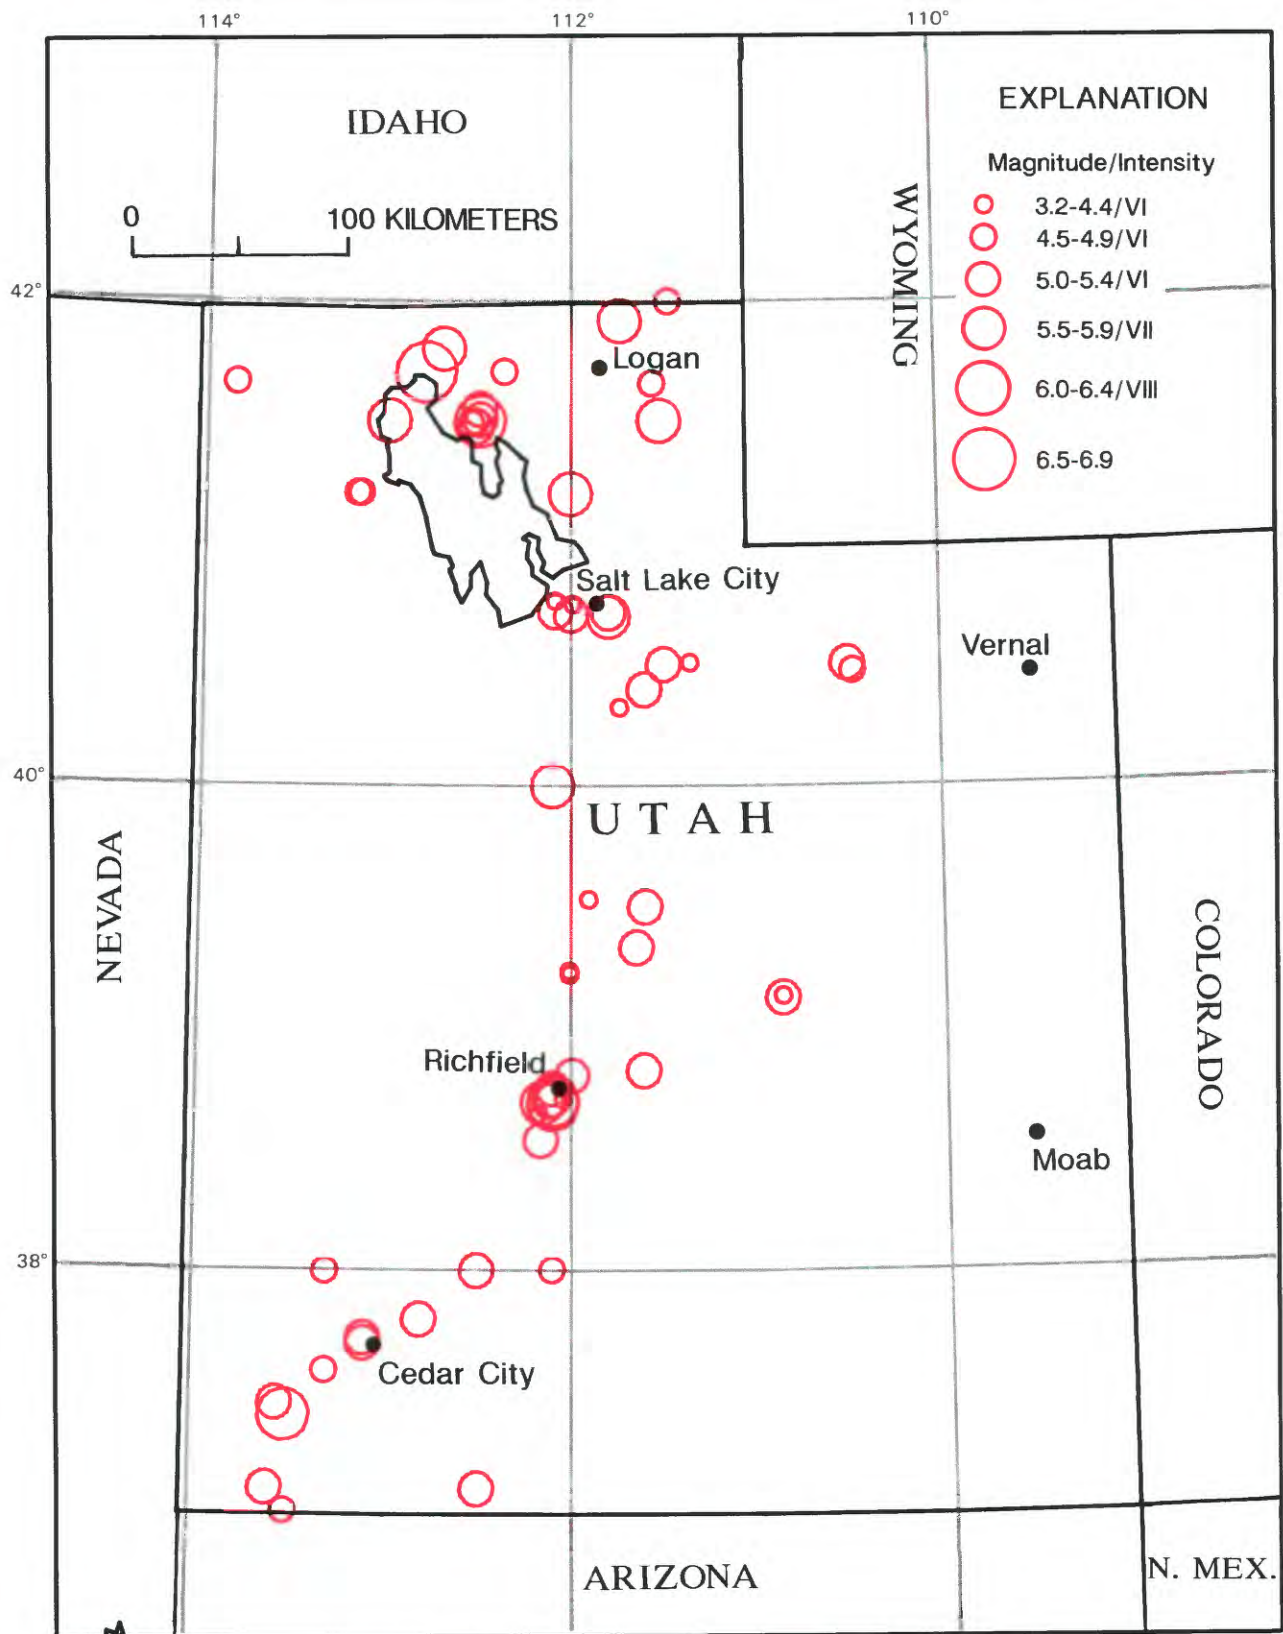 114° 112° 110°
IDAHO
EXPLANATION
Magnitude/Intensity
3.2-4.4/VI
4.5-4.9/VI
5.0-5.4/VI
5.5-5.9/VII
6.0-6.4/VIII
6.5-6.9
0 100 KILOMETERS
WYOMING
42°
Logan
Salt Lake City
Vernal
40°
UTAH
NEVADA
COLORADO
Richfield
Moab
38°
Cedar City
ARIZONA
N. MEX.